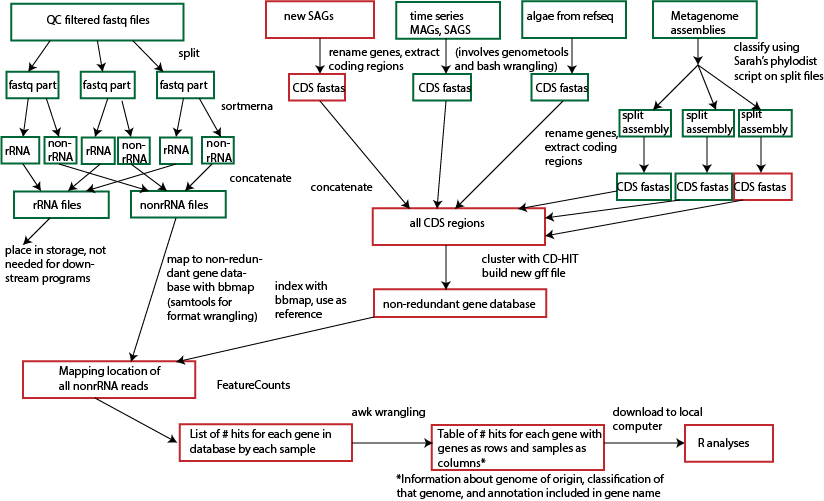 QC filtered fastq files
new SAGs
time series
MAGs, SAGS
algae from refseq
Metagenome
assemblies
split
rename genes, extract
coding regions
(involves genometools
and bash wrangling)
classify using
Sarah's phylodist
script on split files
fastq part
fastq part
fastq part
CDS fastas
CDS fastas
CDS fastas
sortmerna
split
assembly
split
assembly
split
assembly
rRNA
non-
rRNA
rRNA
non-
rRNA
rRNA
non-
rRNA
rename genes,
extract coding
regions
concatenate
concatenate
CDS fastas
CDS fastas
CDS fastas
rRNA files
nonrRNA files
all CDS regions
place in storage, not
needed for down-
stream programs
map to non-redun-
dant gene data-
base with bbmap
(samtools for
format wrangling)
cluster with CD-HIT
build new gff file
index with
bbmap, use as
reference
non-redundant gene database
Mapping location of
all nonrRNA reads
FeatureCounts
List of # hits for each gene in
database by each sample
awk wrangling
Table of # hits for each gene with
genes as rows and samples as
columns*
download to local
computer
R analyses
*Information about genome of origin, classification of
that genome, and annotation included in gene name